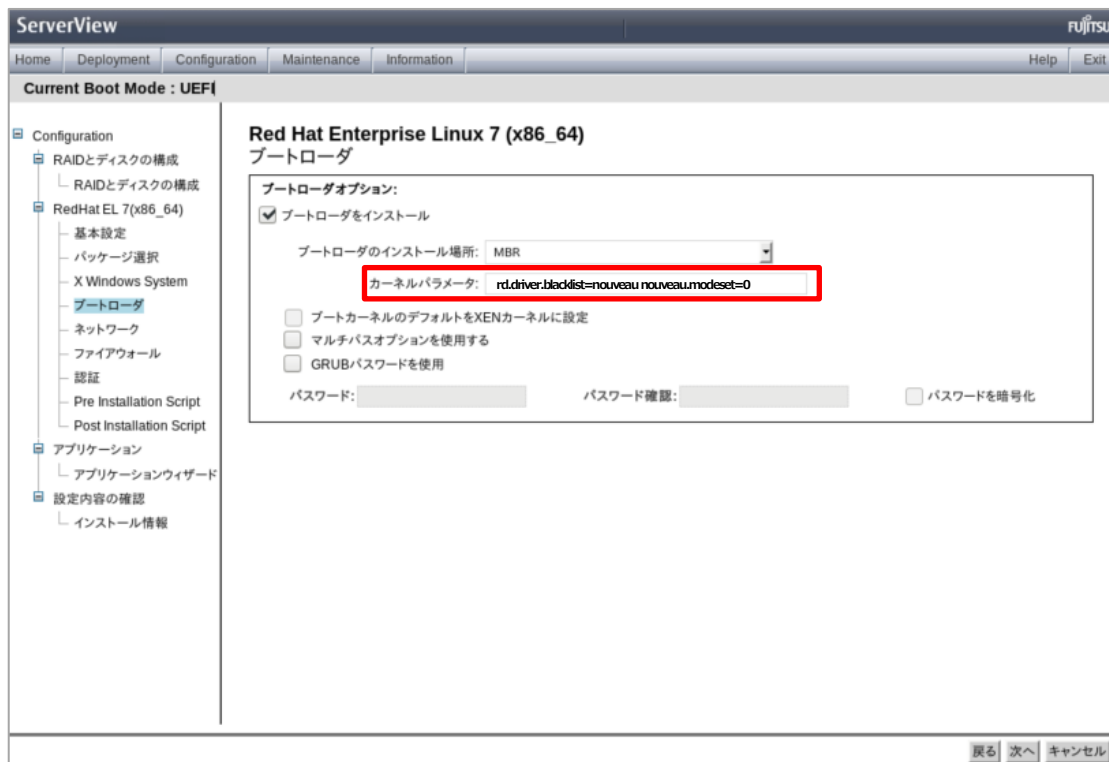 ServerView
FUJITSU
Home Deployment Configuration Maintenance Information Help Exit
Current Boot Mode : UEFI
Configuration
RAIDとディスクの構成
RAIDとディスクの構成
RedHat EL 7(x86_64)
基本設定
パッケージ選択
X Windows System
ブートローダ
ネットワーク
ファイアウォール
認証
Pre Installation Script
Post Installation Script
アプリケーション
アプリケーションウィザード
設定内容の確認
インストール情報
Red Hat Enterprise Linux 7 (x86_64)
ブートローダ
ブートローダオプション:
ブートローダをインストール
ブートローダのインストール場所: MBR
カーネルパラメータ: rd.driver.blacklist=nouveau nouveau.modeset=0
ブートカーネルのデフォルトをXENカーネルに設定
マルチパスオプションを使用する
GRUBパスワードを使用
パスワード: パスワード確認: パスワードを暗号化
戻る 次へ キャンセル